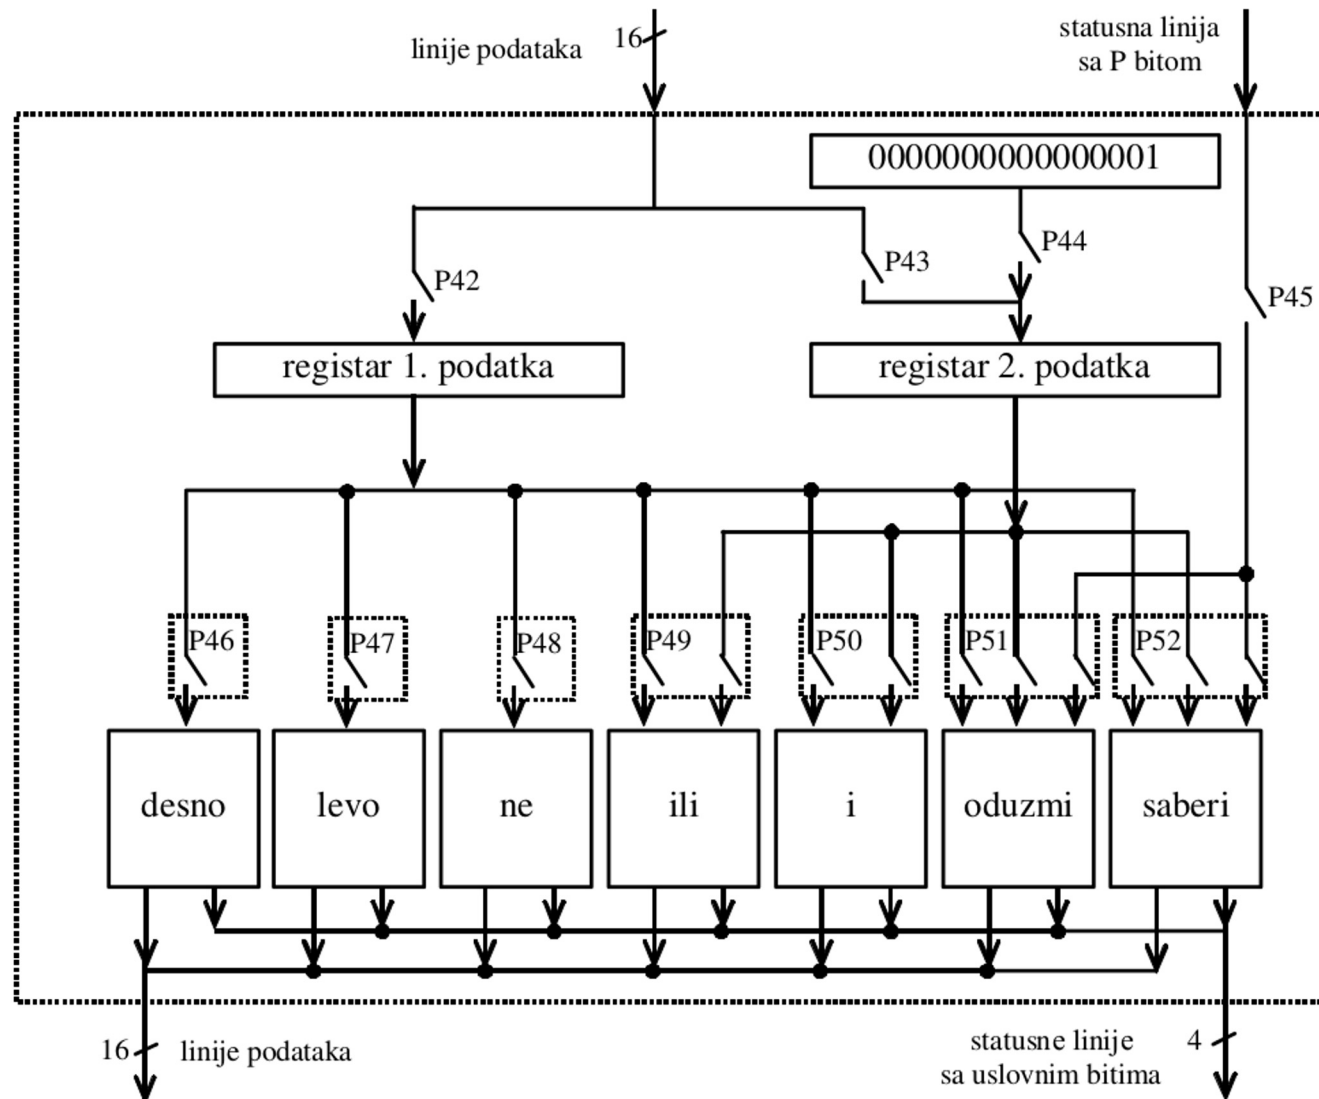 linije podataka
16
statusna linija
sa P bitom
0000000000000001
P42
P43
P44
P45
registar 1. podatka
registar 2. podatka
P46
P47
P48
P49
P50
P51
P52
desno
levo
ne
ili
i
oduzmi
saberi
16
linije podataka
statusne linije
sa uslovnim bitima
4